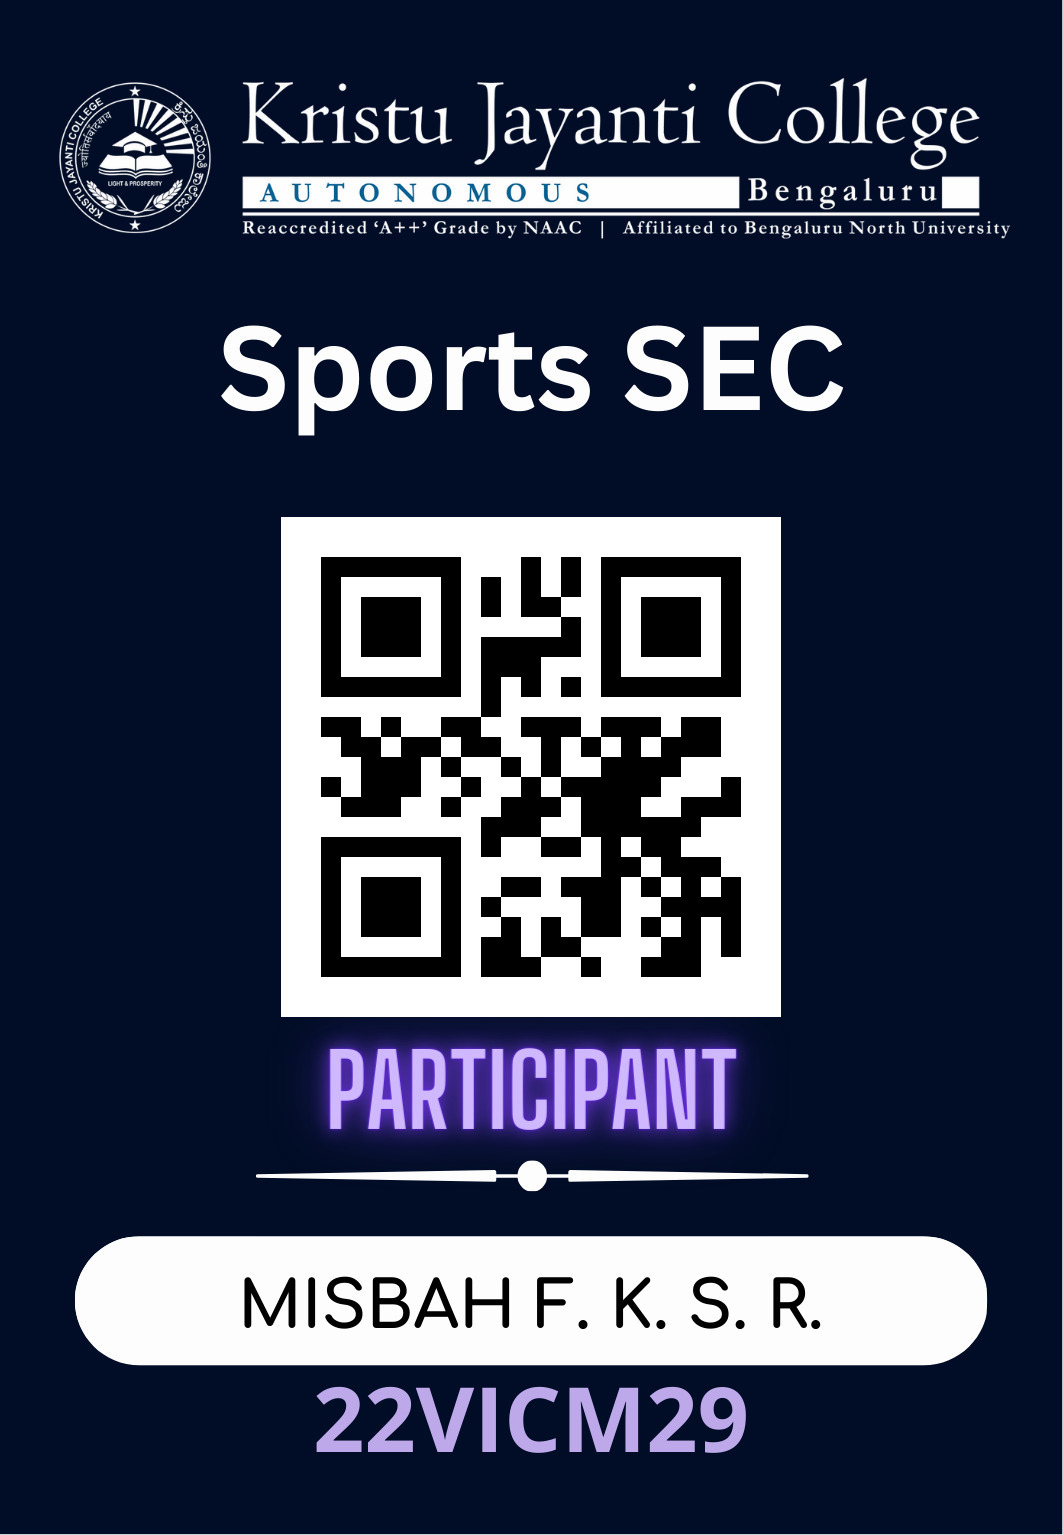 Kristu Jayanti College
AUTONOMOUS Bengaluru
Reaccredited ‘A++’ Grade by NAAC | Affiliated to Bengaluru North University
KRISTU JAYANTI COLLEGE
ಕ್ರಿಸ್ತು ಜಯಂತಿ ಕಾಲೇಜು
LIGHT & PROSPERITY
Sports SEC
PARTICIPANT
MISBAH F. K. S. R.
22VICM29